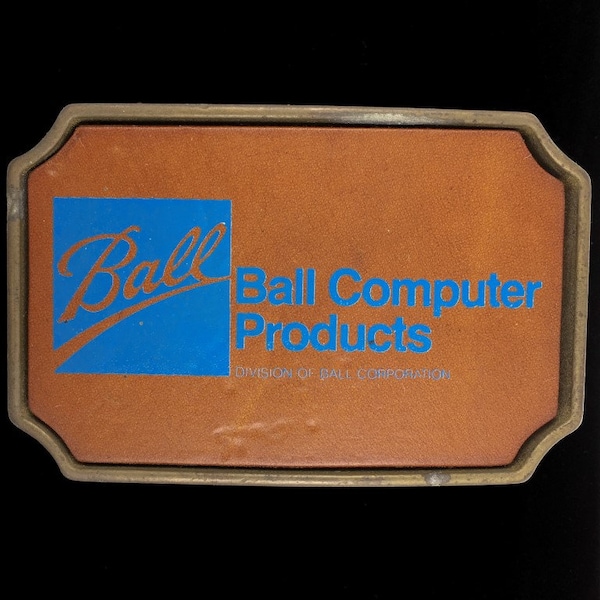 Ball
Ball Computer
Products
DIVISION OF BALL CORPORATION